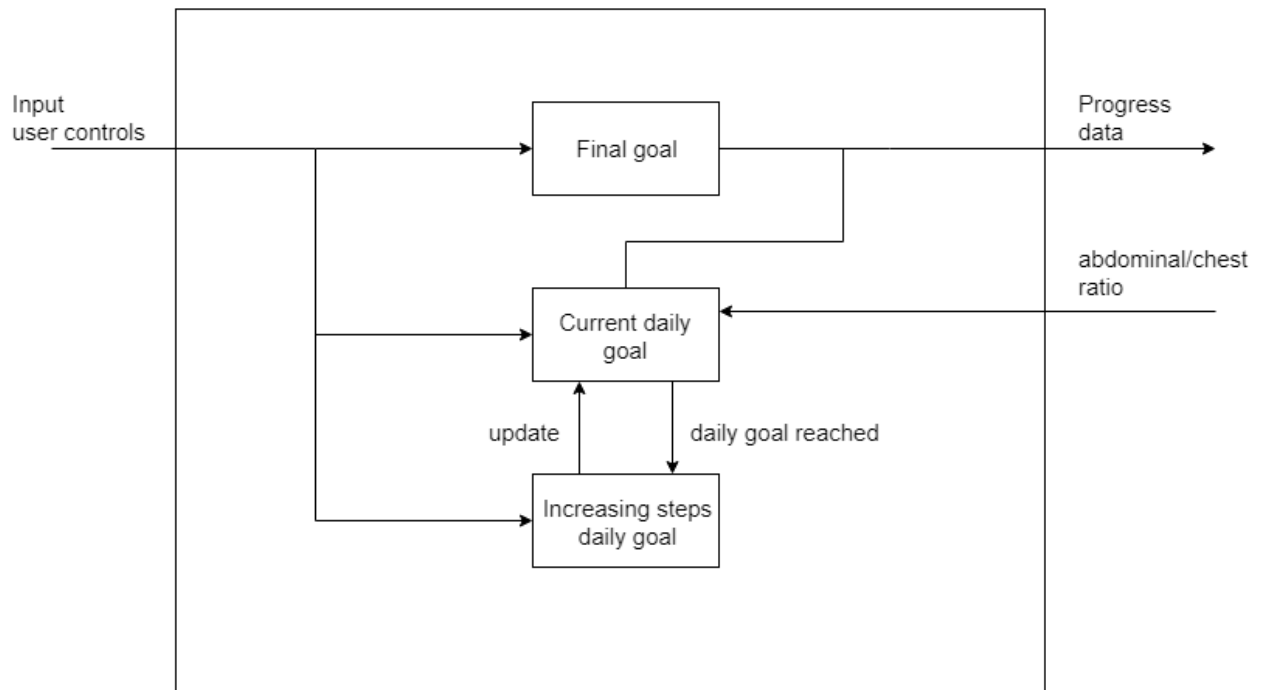 Input
user controls
Final goal
Progress
data
abdominal/chest
ratio
Current daily
goal
update
daily goal reached
Increasing steps
daily goal